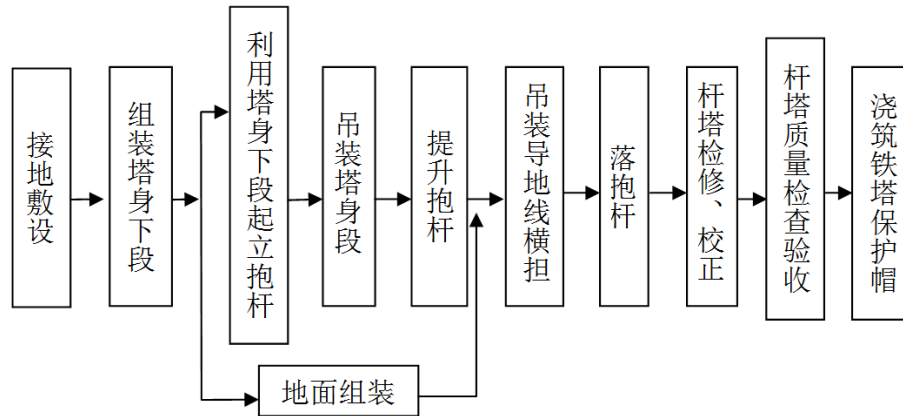 接地敷设
组装塔身下段
利用塔身下段起立抱杆
吊装塔身段
提升抱杆
吊装导地线横担
落抱杆
杆塔检修、校正
杆塔质量检查验收
浇筑铁塔保护帽
地面组装